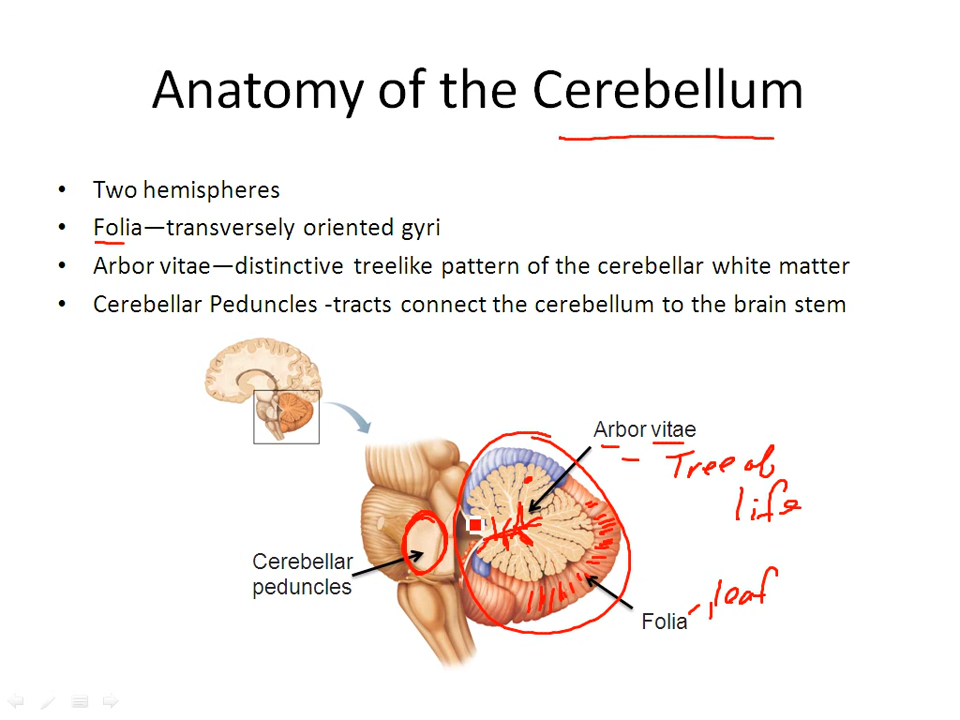 Anatomy of the Cerebellum
• Two hemispheres
• Folia—transversely oriented gyri
• Arbor vitae—distinctive treelike pattern of the cerebellar white matter
• Cerebellar Peduncles -tracts connect the cerebellum to the brain stem
Arbor vitae
- Tree of
life
Cerebellar
peduncles
Folia - leaf